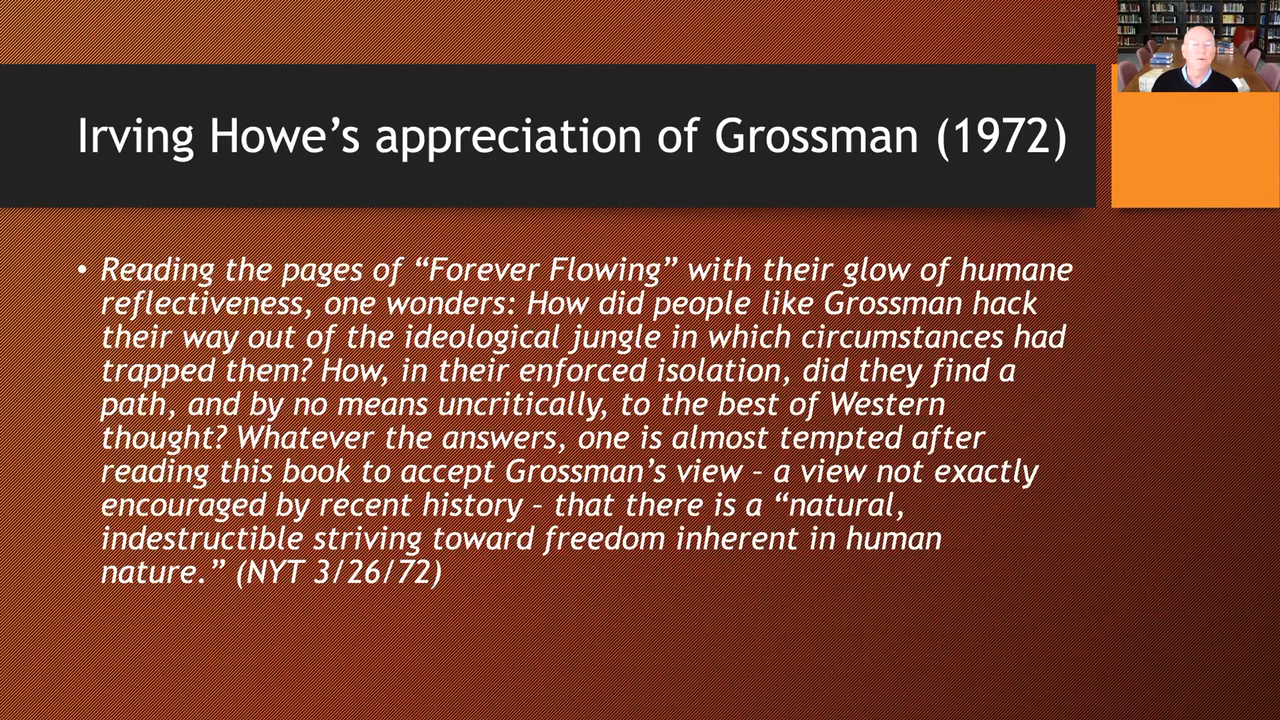 Irving Howe’s appreciation of Grossman (1972)
• Reading the pages of “Forever Flowing” with their glow of humane
reflectiveness, one wonders: How did people like Grossman hack
their way out of the ideological jungle in which circumstances had
trapped them? How, in their enforced isolation, did they find a
path, and by no means uncritically, to the best of Western
thought? Whatever the answers, one is almost tempted after
reading this book to accept Grossman’s view – a view not exactly
encouraged by recent history – that there is a “natural,
indestructible striving toward freedom inherent in human
nature.” (NYT 3/26/72)